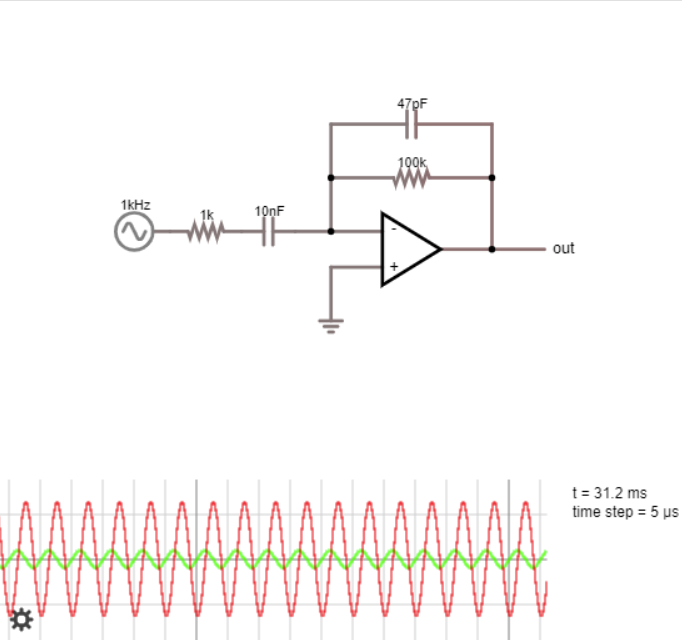 47pF
100k
1kHz
1k
10nF
-
+
out
t = 31.2 ms
time step = 5 µs